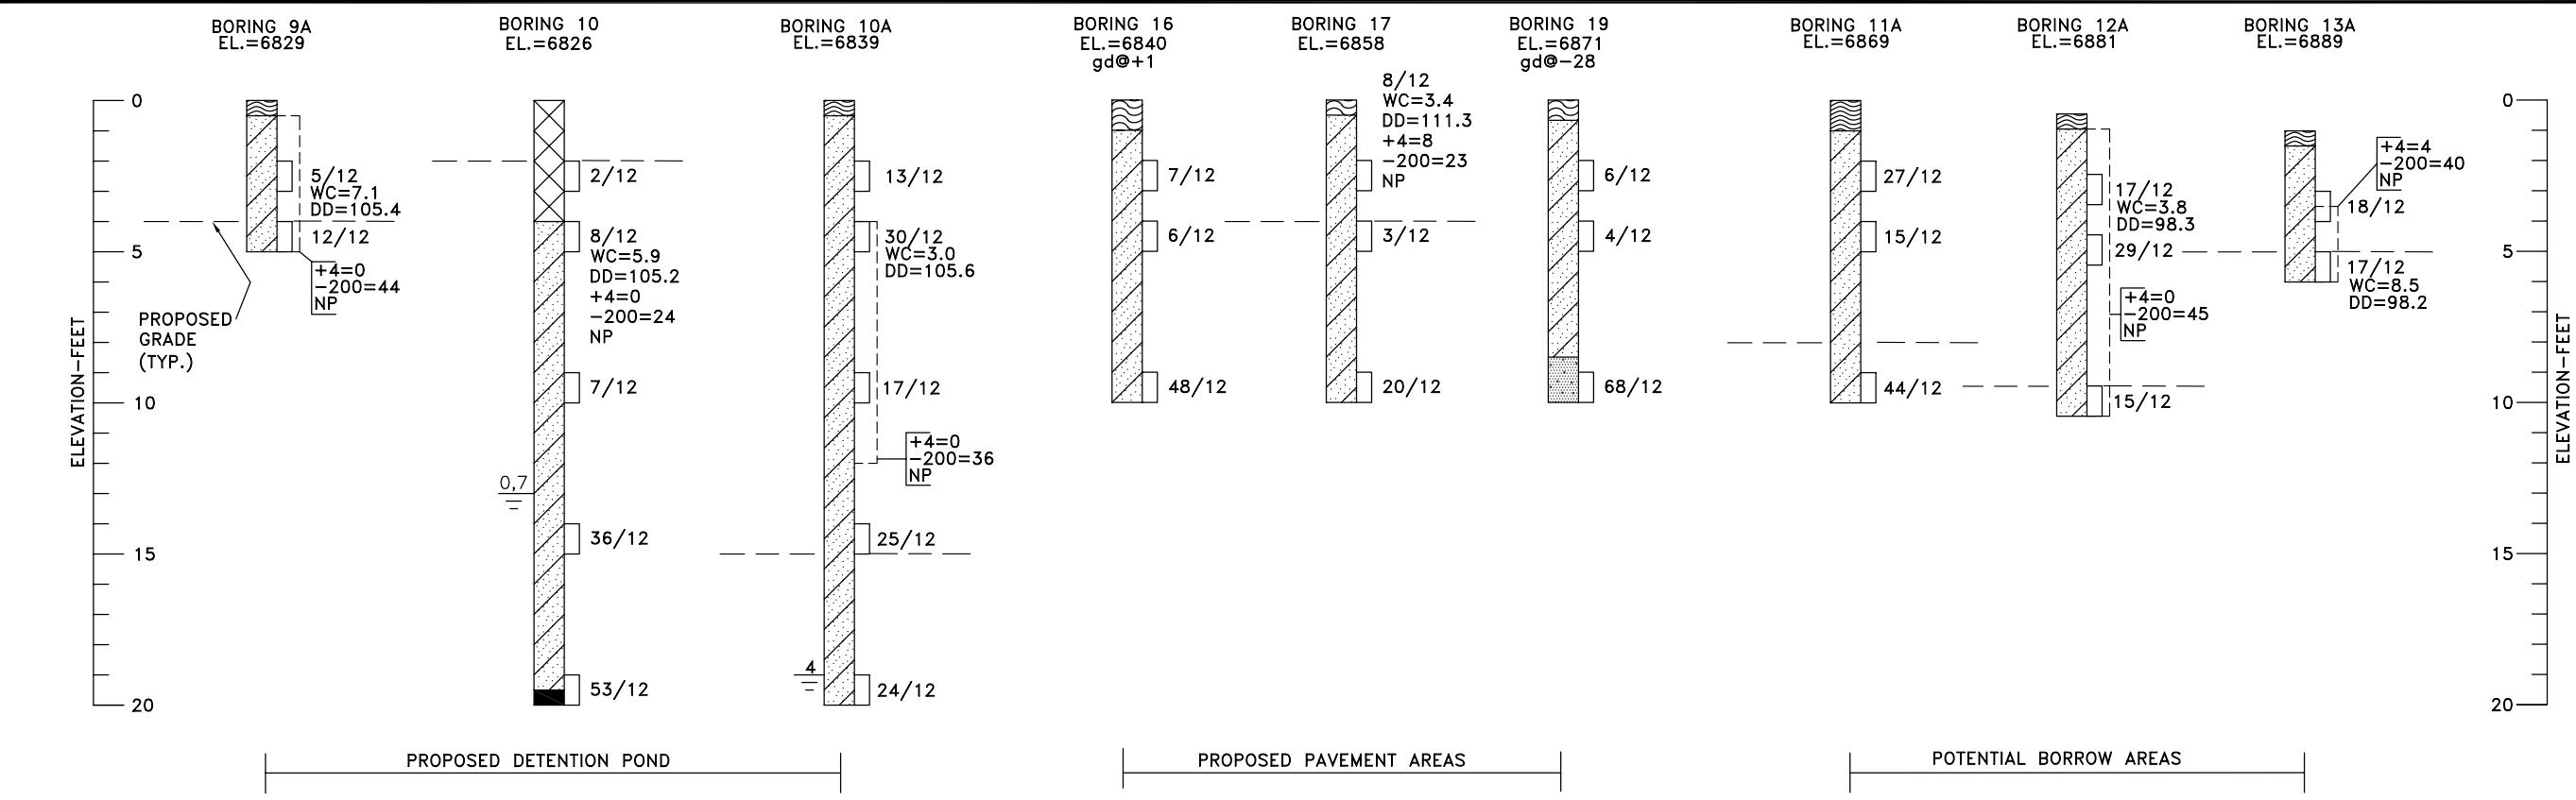 BORING 9A
EL.=6829
BORING 10
EL.=6826
BORING 10A
EL.=6839
BORING 16
EL.=6840
gd@+1
BORING 17
EL.=6858
BORING 19
EL.=6871
gd@-28
BORING 11A
EL.=6869
BORING 12A
EL.=6881
BORING 13A
EL.=6889
ELEVATION-FEET
0
5
10
15
20
5/12
WC=7.1
DD=105.4
12/12
+4=0
-200=44
NP
PROPOSED
GRADE
(TYP.)
2/12
8/12
WC=5.9
DD=105.2
+4=0
-200=24
NP
7/12
0,7
36/12
53/12
13/12
30/12
WC=3.0
DD=105.6
17/12
+4=0
-200=36
NP
25/12
4
24/12
7/12
6/12
48/12
8/12
WC=3.4
DD=111.3
+4=8
-200=23
NP
3/12
20/12
6/12
4/12
68/12
27/12
15/12
44/12
17/12
WC=3.8
DD=98.3
29/12
+4=0
-200=45
NP
15/12
+4=4
-200=40
NP
18/12
17/12
WC=8.5
DD=98.2
0
5
10
15
20
ELEVATION-FEET
PROPOSED DETENTION POND
PROPOSED PAVEMENT AREAS
POTENTIAL BORROW AREAS